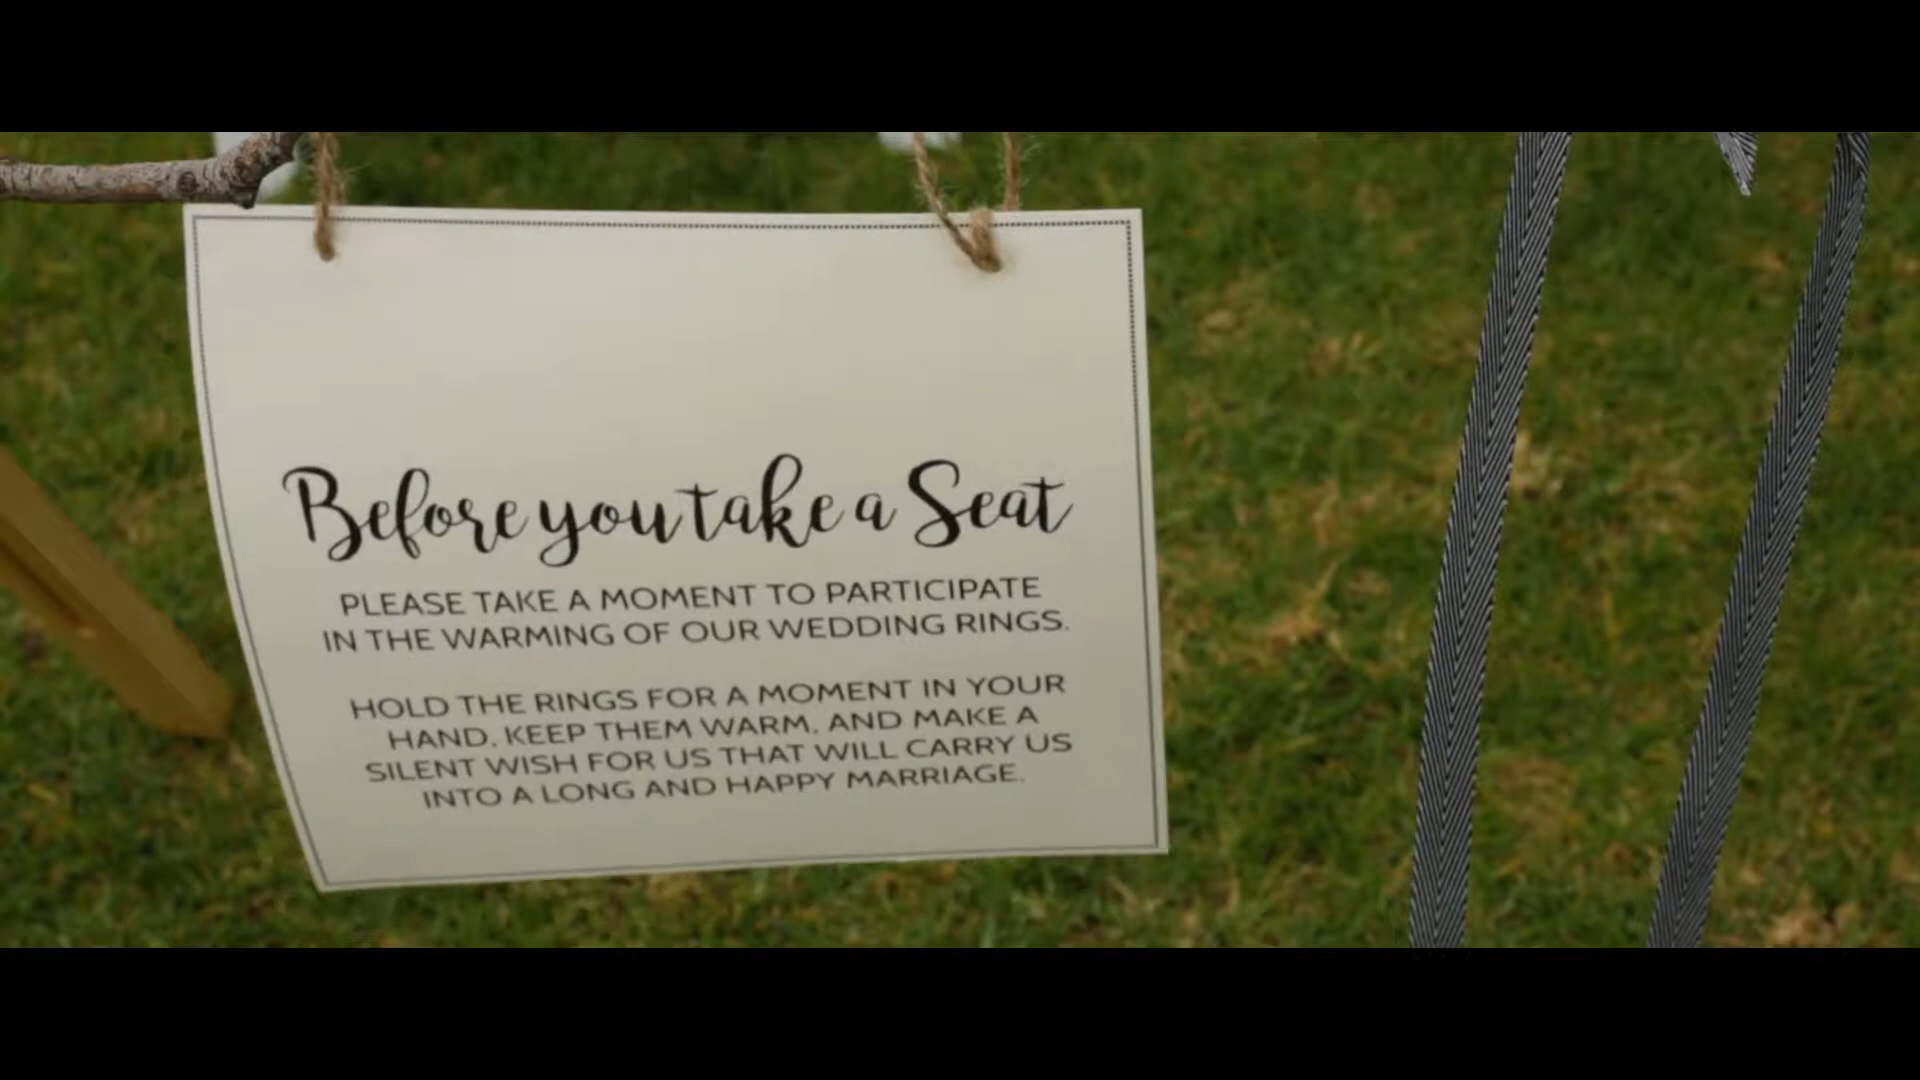 Before you take a Seat
PLEASE TAKE A MOMENT TO PARTICIPATE
IN THE WARMING OF OUR WEDDING RINGS.
HOLD THE RINGS FOR A MOMENT IN YOUR
HAND, KEEP THEM WARM, AND MAKE A
SILENT WISH FOR US THAT WILL CARRY US
INTO A LONG AND HAPPY MARRIAGE.